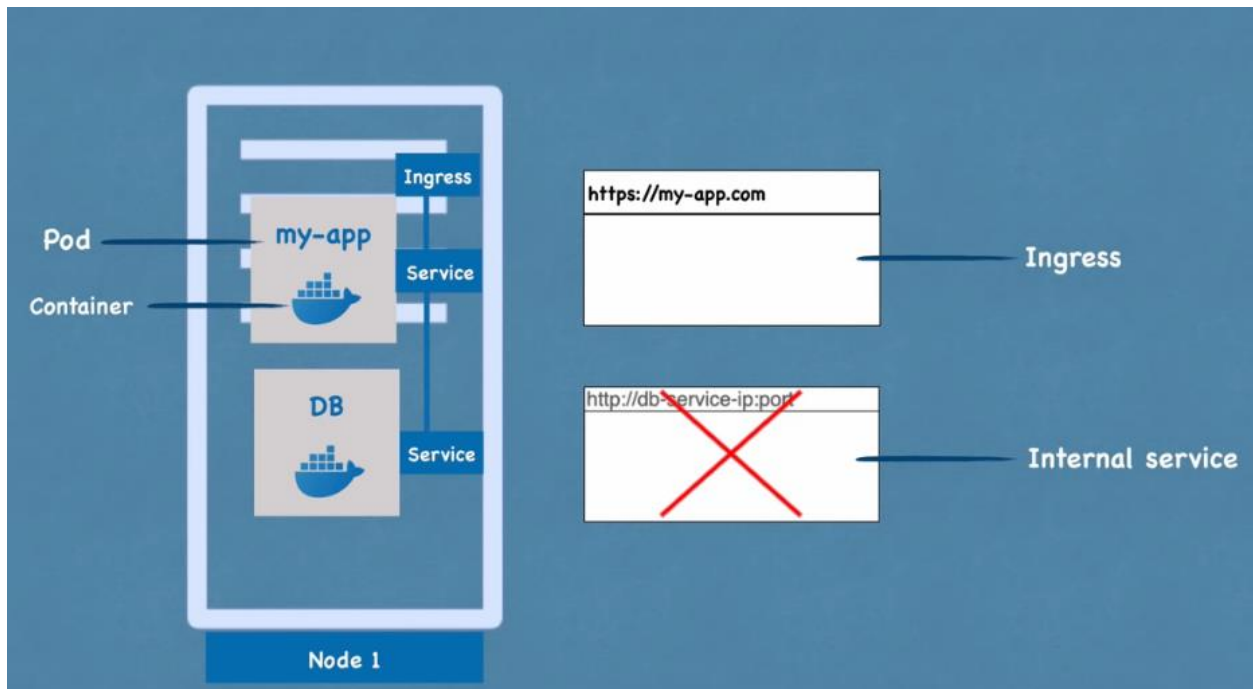 Ingress
https://my-app.com
Pod
my-app
Service
Ingress
Container
DB
http://db-service-ip:port
Service
Internal service
Node 1